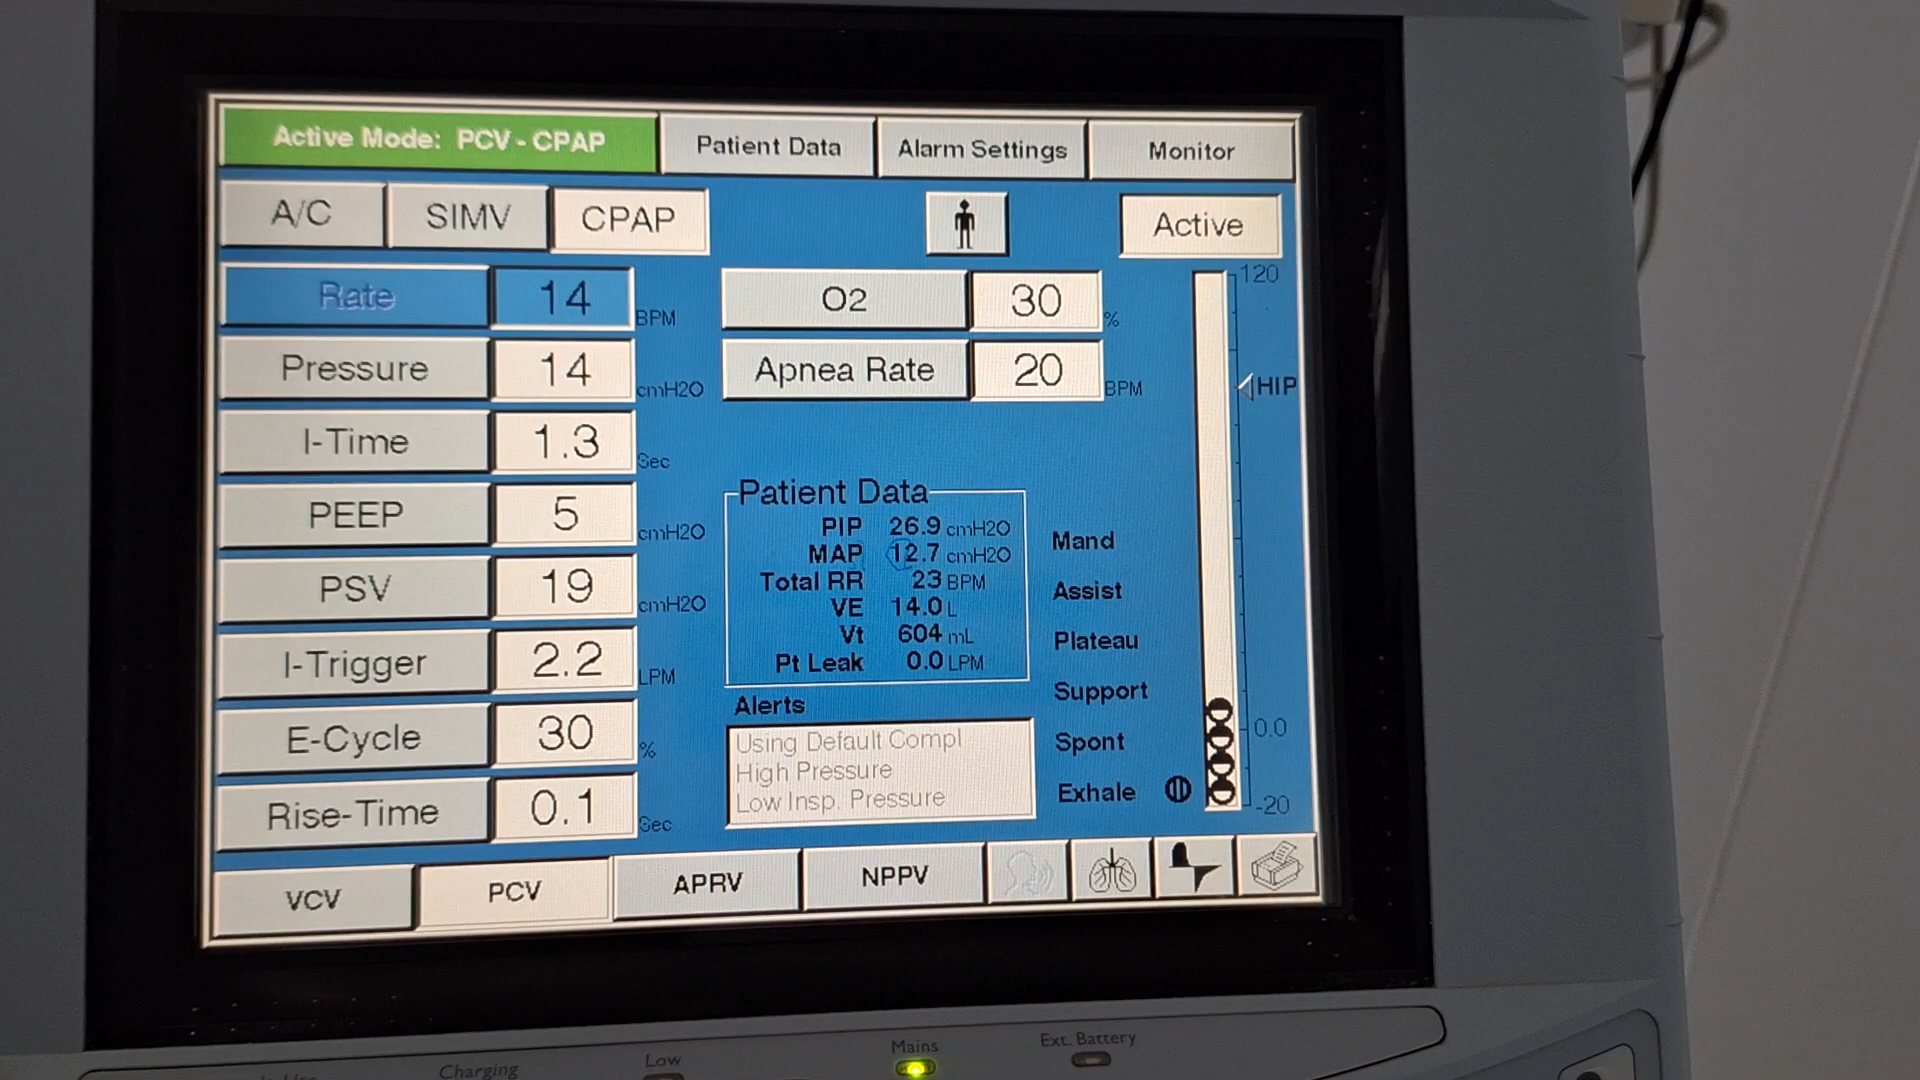 Active Mode: PCV - CPAP
Patient Data
Alarm Settings
Monitor
A/C
SIMV
CPAP
Active
Rate 14 BPM
O2 30 %
120
Pressure 14 cmH2O
Apnea Rate 20 BPM
HIP
I-Time 1.3 Sec
PEEP 5 cmH2O
PSV 19 cmH2O
I-Trigger 2.2 LPM
E-Cycle 30 %
Rise-Time 0.1 Sec
Patient Data
PIP 26.9 cmH2O
MAP 12.7 cmH2O
Total RR 23 BPM
VE 14.0 L
Vt 604 mL
Pt Leak 0.0 LPM
Alerts
Using Default Compl
High Pressure
Low Insp. Pressure
Mand
Assist
Plateau
Support
Spont
Exhale
0.0
-20
VCV
PCV
APRV
NPPV
Charging
Low
Mains
Ext. Battery